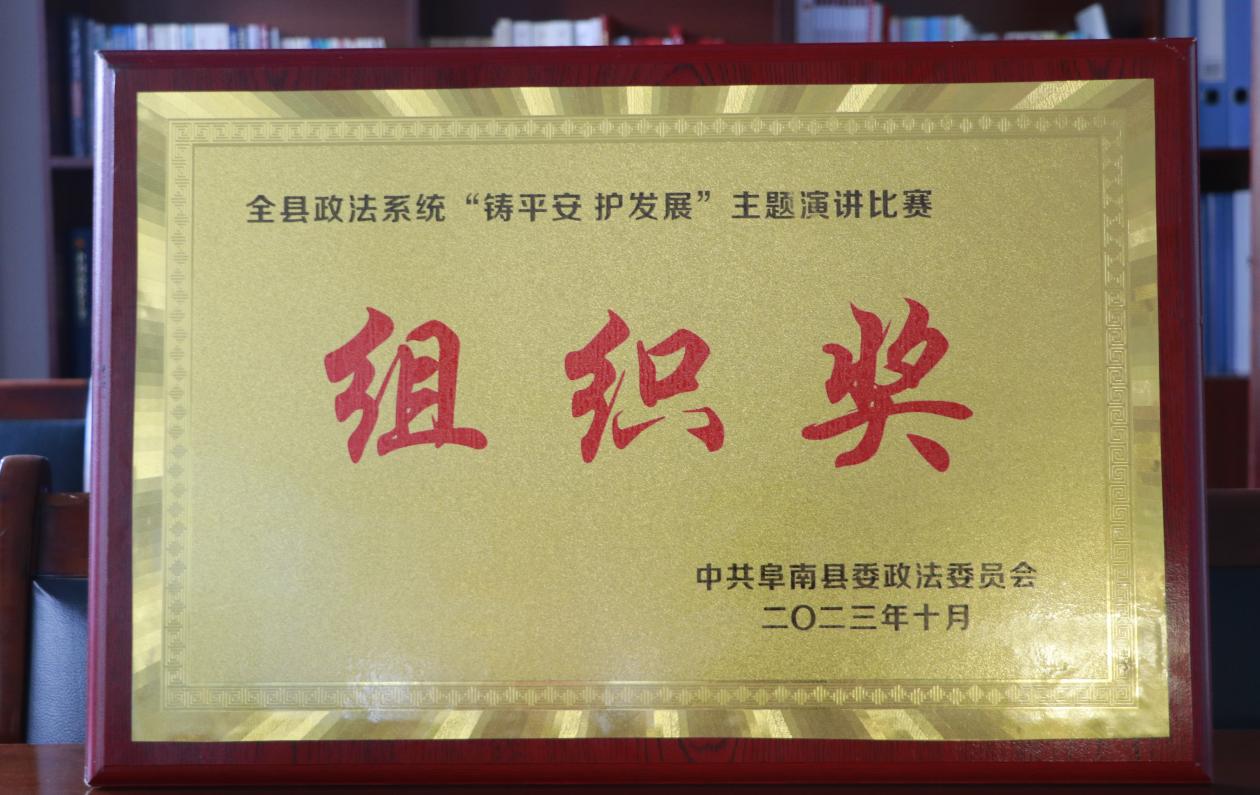 全县政法系统“铸平安 护发展”主题演讲比赛
组织奖
中共阜南县委政法委员会
二〇二三年十月